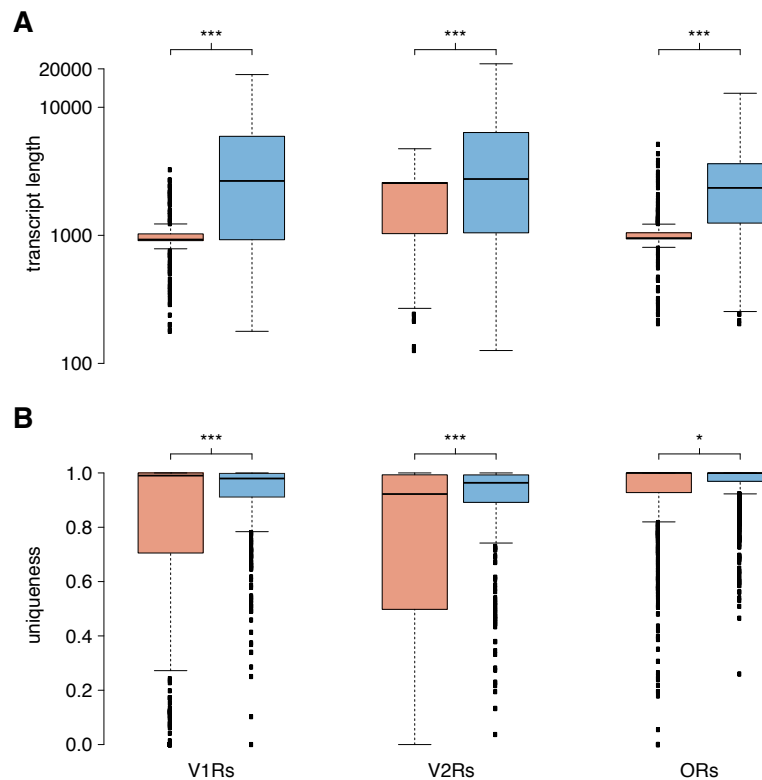 A
*** *** ***
20000
10000
1000
100
transcript length
B
*** *** *
1.0
0.8
0.6
0.4
0.2
0.0
uniqueness
V1Rs V2Rs ORs